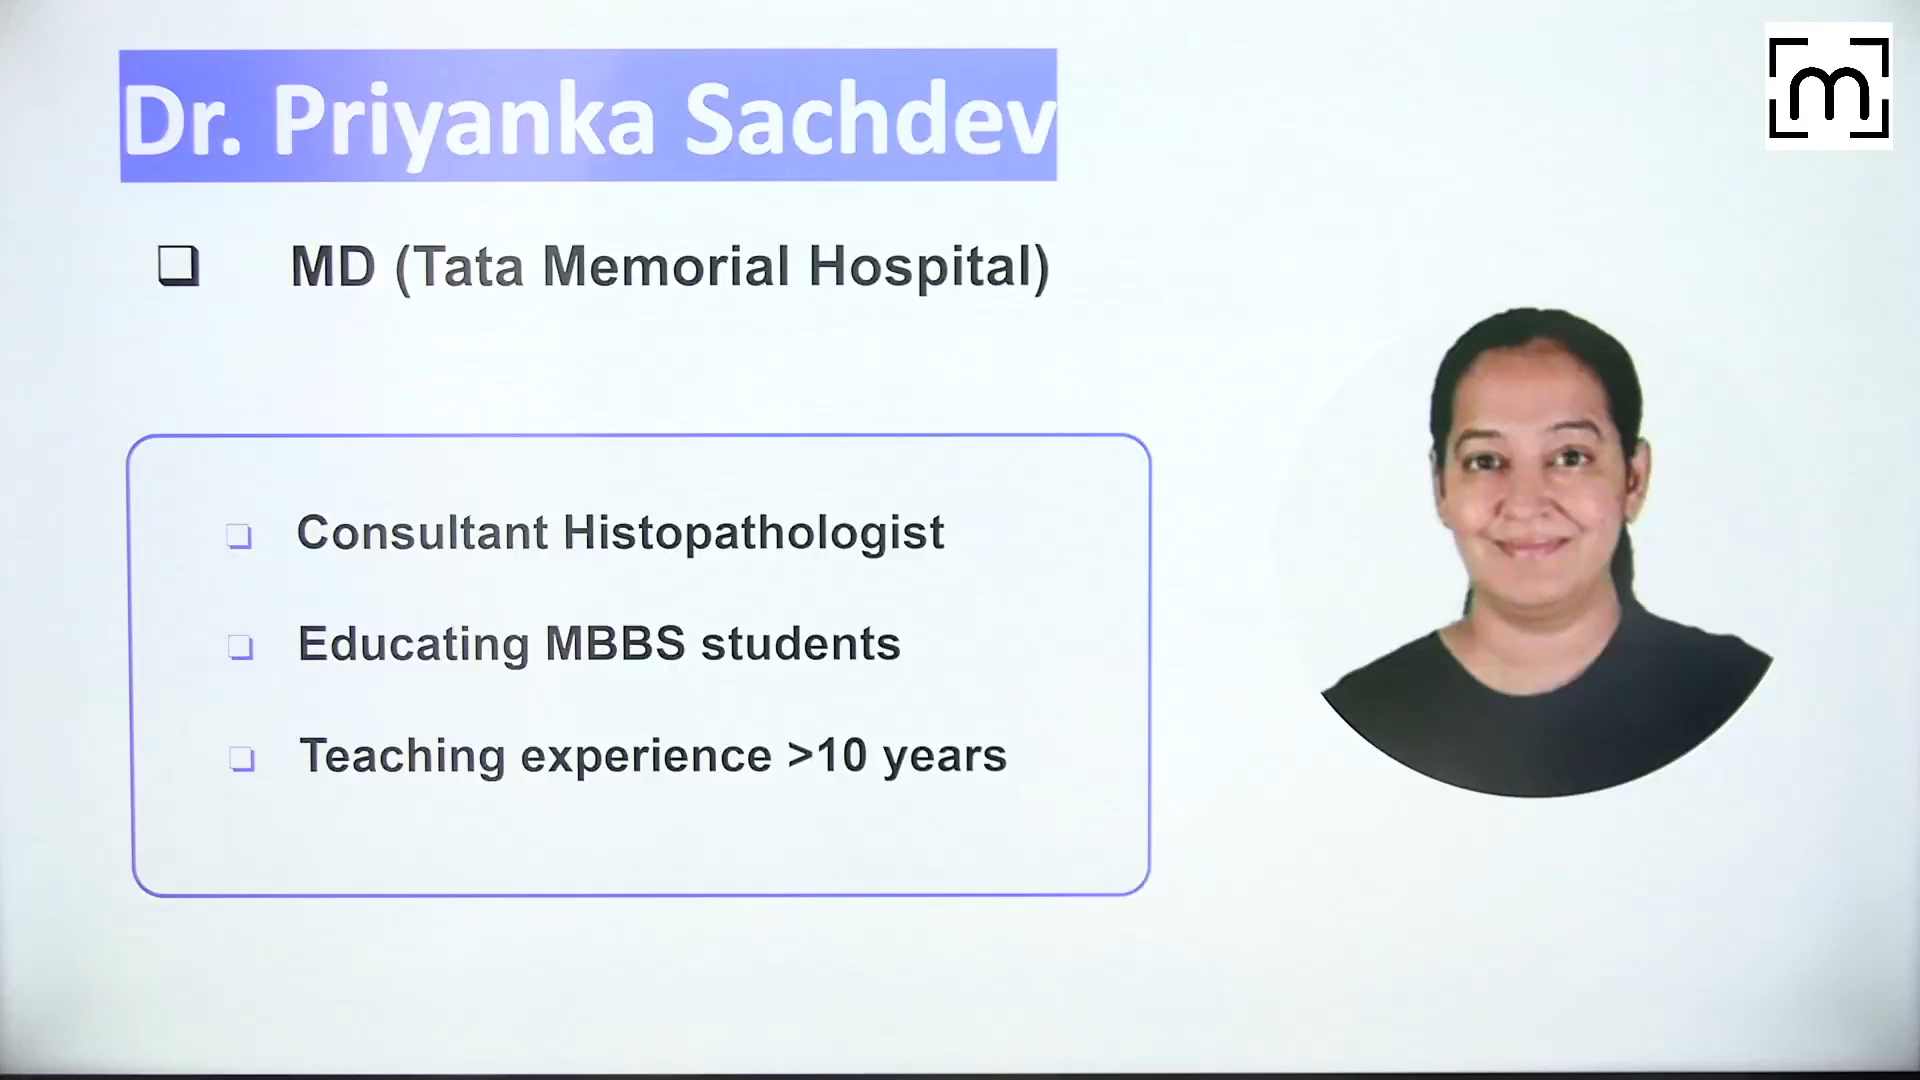 Dr. Priyanka Sachdev
MD (Tata Memorial Hospital)
Consultant Histopathologist
Educating MBBS students
Teaching experience >10 years
m